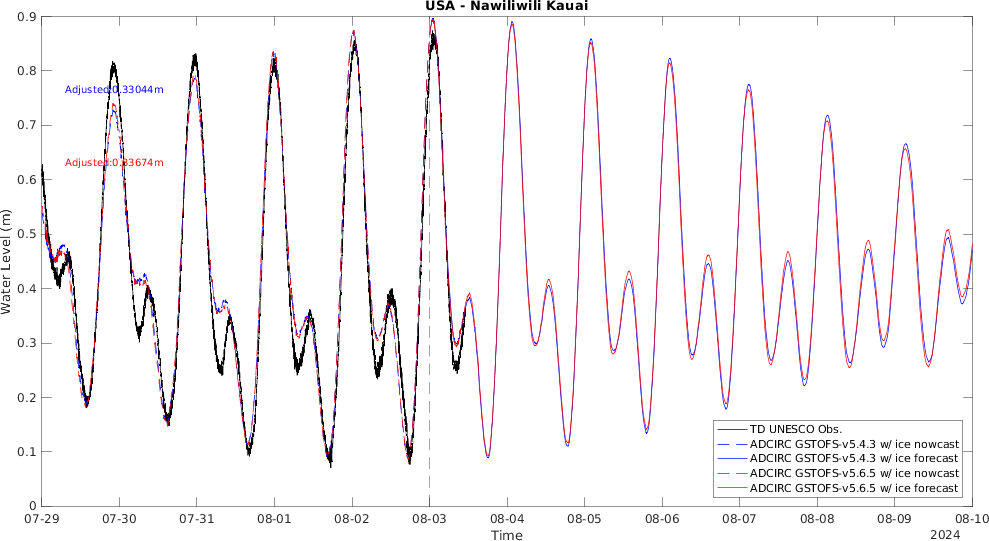 USA - Nawiliwili Kauai
0.9
0.8
0.7
0.6
0.5
0.4
0.3
0.2
0.1
0
Water Level (m)
Adjusted:0.33044m
Adjusted:0.33674m
TD UNESCO Obs.
ADCIRC GSTOFS-v5.4.3 w/ ice nowcast
ADCIRC GSTOFS-v5.4.3 w/ ice forecast
ADCIRC GSTOFS-v5.6.5 w/ ice nowcast
ADCIRC GSTOFS-v5.6.5 w/ ice forecast
07-29 07-30 07-31 08-01 08-02 08-03 08-04 08-05 08-06 08-07 08-08 08-09 08-10
Time
2024